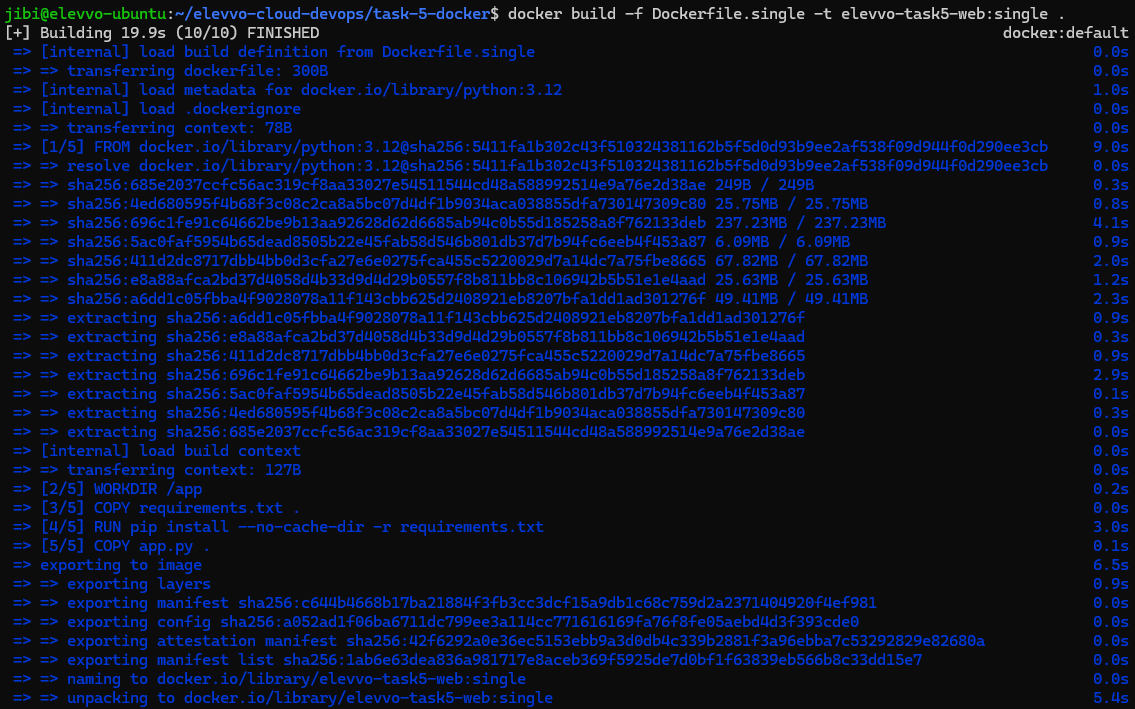 jibi@elevvo-ubuntu:~/elevvo-cloud-devops/task-5-docker$ docker build -f Dockerfile.single -t elevvo-task5-web:single .
[+] Building 19.9s (10/10) FINISHED docker:default
=> [internal] load build definition from Dockerfile.single 0.0s
=> => transferring dockerfile: 300B 0.0s
=> [internal] load metadata for docker.io/library/python:3.12 1.0s
=> [internal] load .dockerignore 0.0s
=> => transferring context: 78B 0.0s
=> [1/5] FROM docker.io/library/python:3.12@sha256:5411fa1b302c43f510324381162b5f5d0d93b9ee2af538f09d944f0d290ee3cb 9.0s
=> => resolve docker.io/library/python:3.12@sha256:5411fa1b302c43f510324381162b5f5d0d93b9ee2af538f09d944f0d290ee3cb 0.0s
=> => sha256:685e2037ccfc56ac319cf8aa33027e54511544cd48a588992514e9a76e2d38ae 249B / 249B 0.3s
=> => sha256:4ed680595f4b68f3c08c2ca8a5bc07d4df1b9034aca038855dfa730147309c80 25.75MB / 25.75MB 0.8s
=> => sha256:696c1fe91c64662be9b13aa92628d62d6685ab94c0b55d185258a8f762133deb 237.23MB / 237.23MB 4.1s
=> => sha256:5ac0faf5954b65dead8505b22e45fab58d546b801db37d7b94fc6eeb4f453a87 6.09MB / 6.09MB 0.9s
=> => sha256:411d2dc8717dbb4bb0d3cfa27e6e0275fca455c5220029d7a14dc7a75fbe8665 67.82MB / 67.82MB 2.0s
=> => sha256:e8a88afca2bd37d4058d4b33d9d4d29b0557f8b811bb8c106942b5b51e1e4aad 25.63MB / 25.63MB 1.2s
=> => sha256:a6dd1c05fbba4f9028078a11f143cbb625d2408921eb8207bfa1dd1ad301276f 49.41MB / 49.41MB 2.3s
=> => extracting sha256:a6dd1c05fbba4f9028078a11f143cbb625d2408921eb8207bfa1dd1ad301276f 0.9s
=> => extracting sha256:e8a88afca2bd37d4058d4b33d9d4d29b0557f8b811bb8c106942b5b51e1e4aad 0.3s
=> => extracting sha256:411d2dc8717dbb4bb0d3cfa27e6e0275fca455c5220029d7a14dc7a75fbe8665 0.9s
=> => extracting sha256:696c1fe91c64662be9b13aa92628d62d6685ab94c0b55d185258a8f762133deb 2.9s
=> => extracting sha256:5ac0faf5954b65dead8505b22e45fab58d546b801db37d7b94fc6eeb4f453a87 0.1s
=> => extracting sha256:4ed680595f4b68f3c08c2ca8a5bc07d4df1b9034aca038855dfa730147309c80 0.3s
=> => extracting sha256:685e2037ccfc56ac319cf8aa33027e54511544cd48a588992514e9a76e2d38ae 0.0s
=> [internal] load build context 0.0s
=> => transferring context: 127B 0.0s
=> [2/5] WORKDIR /app 0.2s
=> [3/5] COPY requirements.txt . 0.0s
=> [4/5] RUN pip install --no-cache-dir -r requirements.txt 3.0s
=> [5/5] COPY app.py . 0.1s
=> exporting to image 6.5s
=> => exporting layers 0.9s
=> => exporting manifest sha256:c644b4668b17ba21884f3fb3cc3dcf15a9db1c68c759d2a2371404920f4ef981 0.0s
=> => exporting config sha256:a052ad1f06ba6711dc799ee3a114cc771616169fa76f8fe05aebd4d3f393cde0 0.0s
=> => exporting attestation manifest sha256:42f6292a0e36ec5153ebb9a3d0db4c339b2881f3a96ebba7c53292829e82680a 0.0s
=> => exporting manifest list sha256:1ab6e63dea836a981717e8aceb369f5925de7d0bf1f63839eb566b8c33dd15e7 0.0s
=> => naming to docker.io/library/elevvo-task5-web:single 0.0s
=> => unpacking to docker.io/library/elevvo-task5-web:single 5.4s